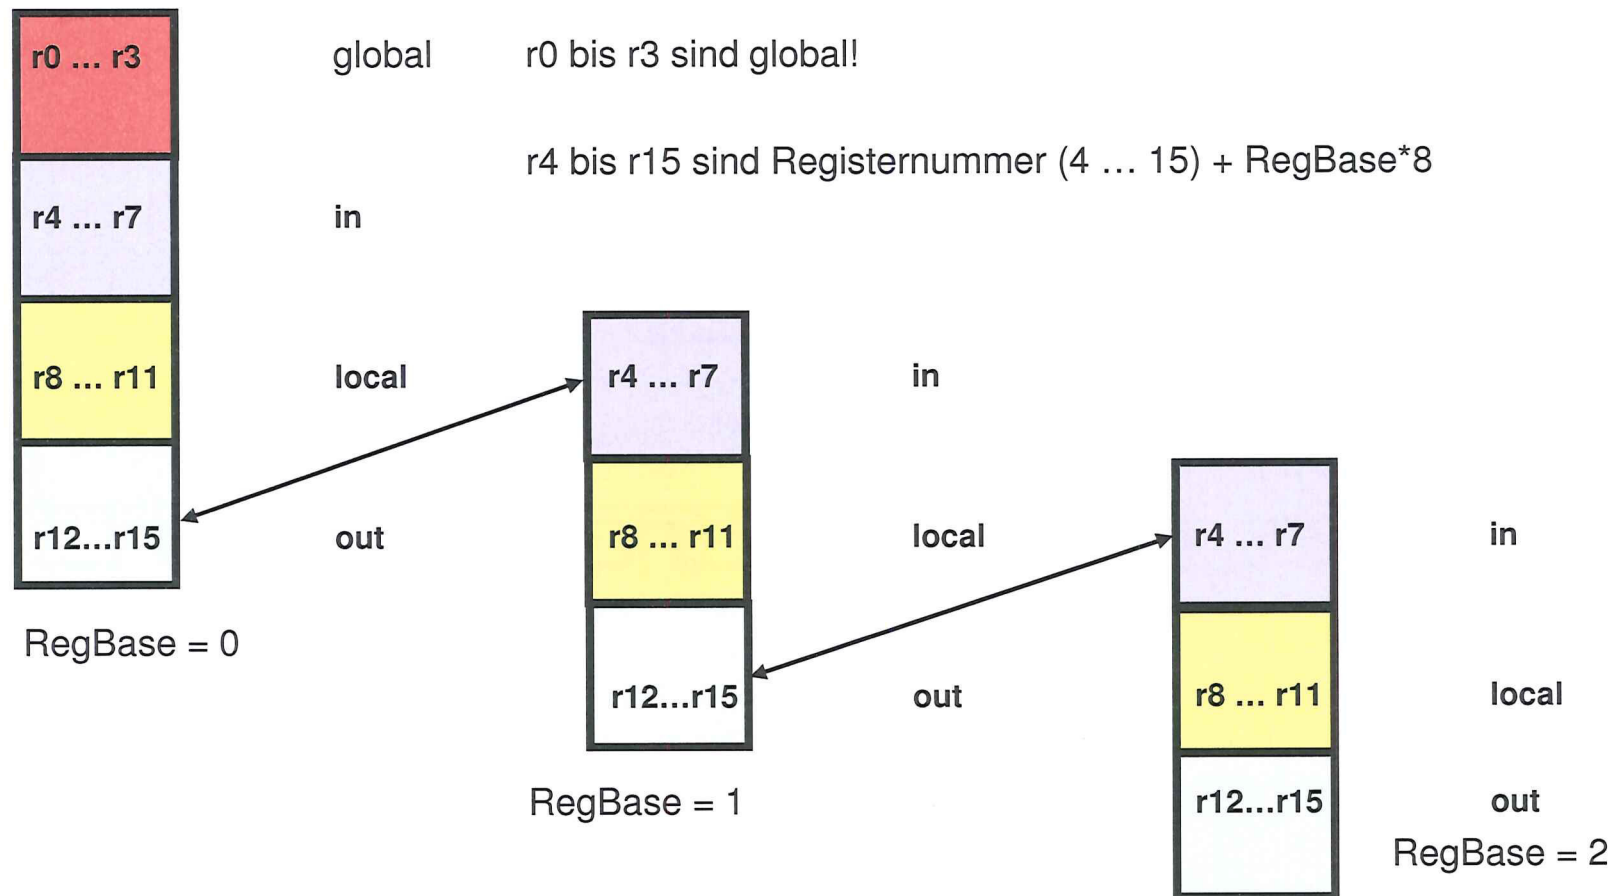 r0 ... r3 global r0 bis r3 sind global!
r4 bis r15 sind Registernummer (4 ... 15) + RegBase*8
r4 ... r7 in
r8 ... r11 local r4 ... r7 in
r12...r15 out r8 ... r11 local r4 ... r7 in
RegBase = 0
r12...r15 out r8 ... r11 local
RegBase = 1 r12...r15 out
RegBase = 2